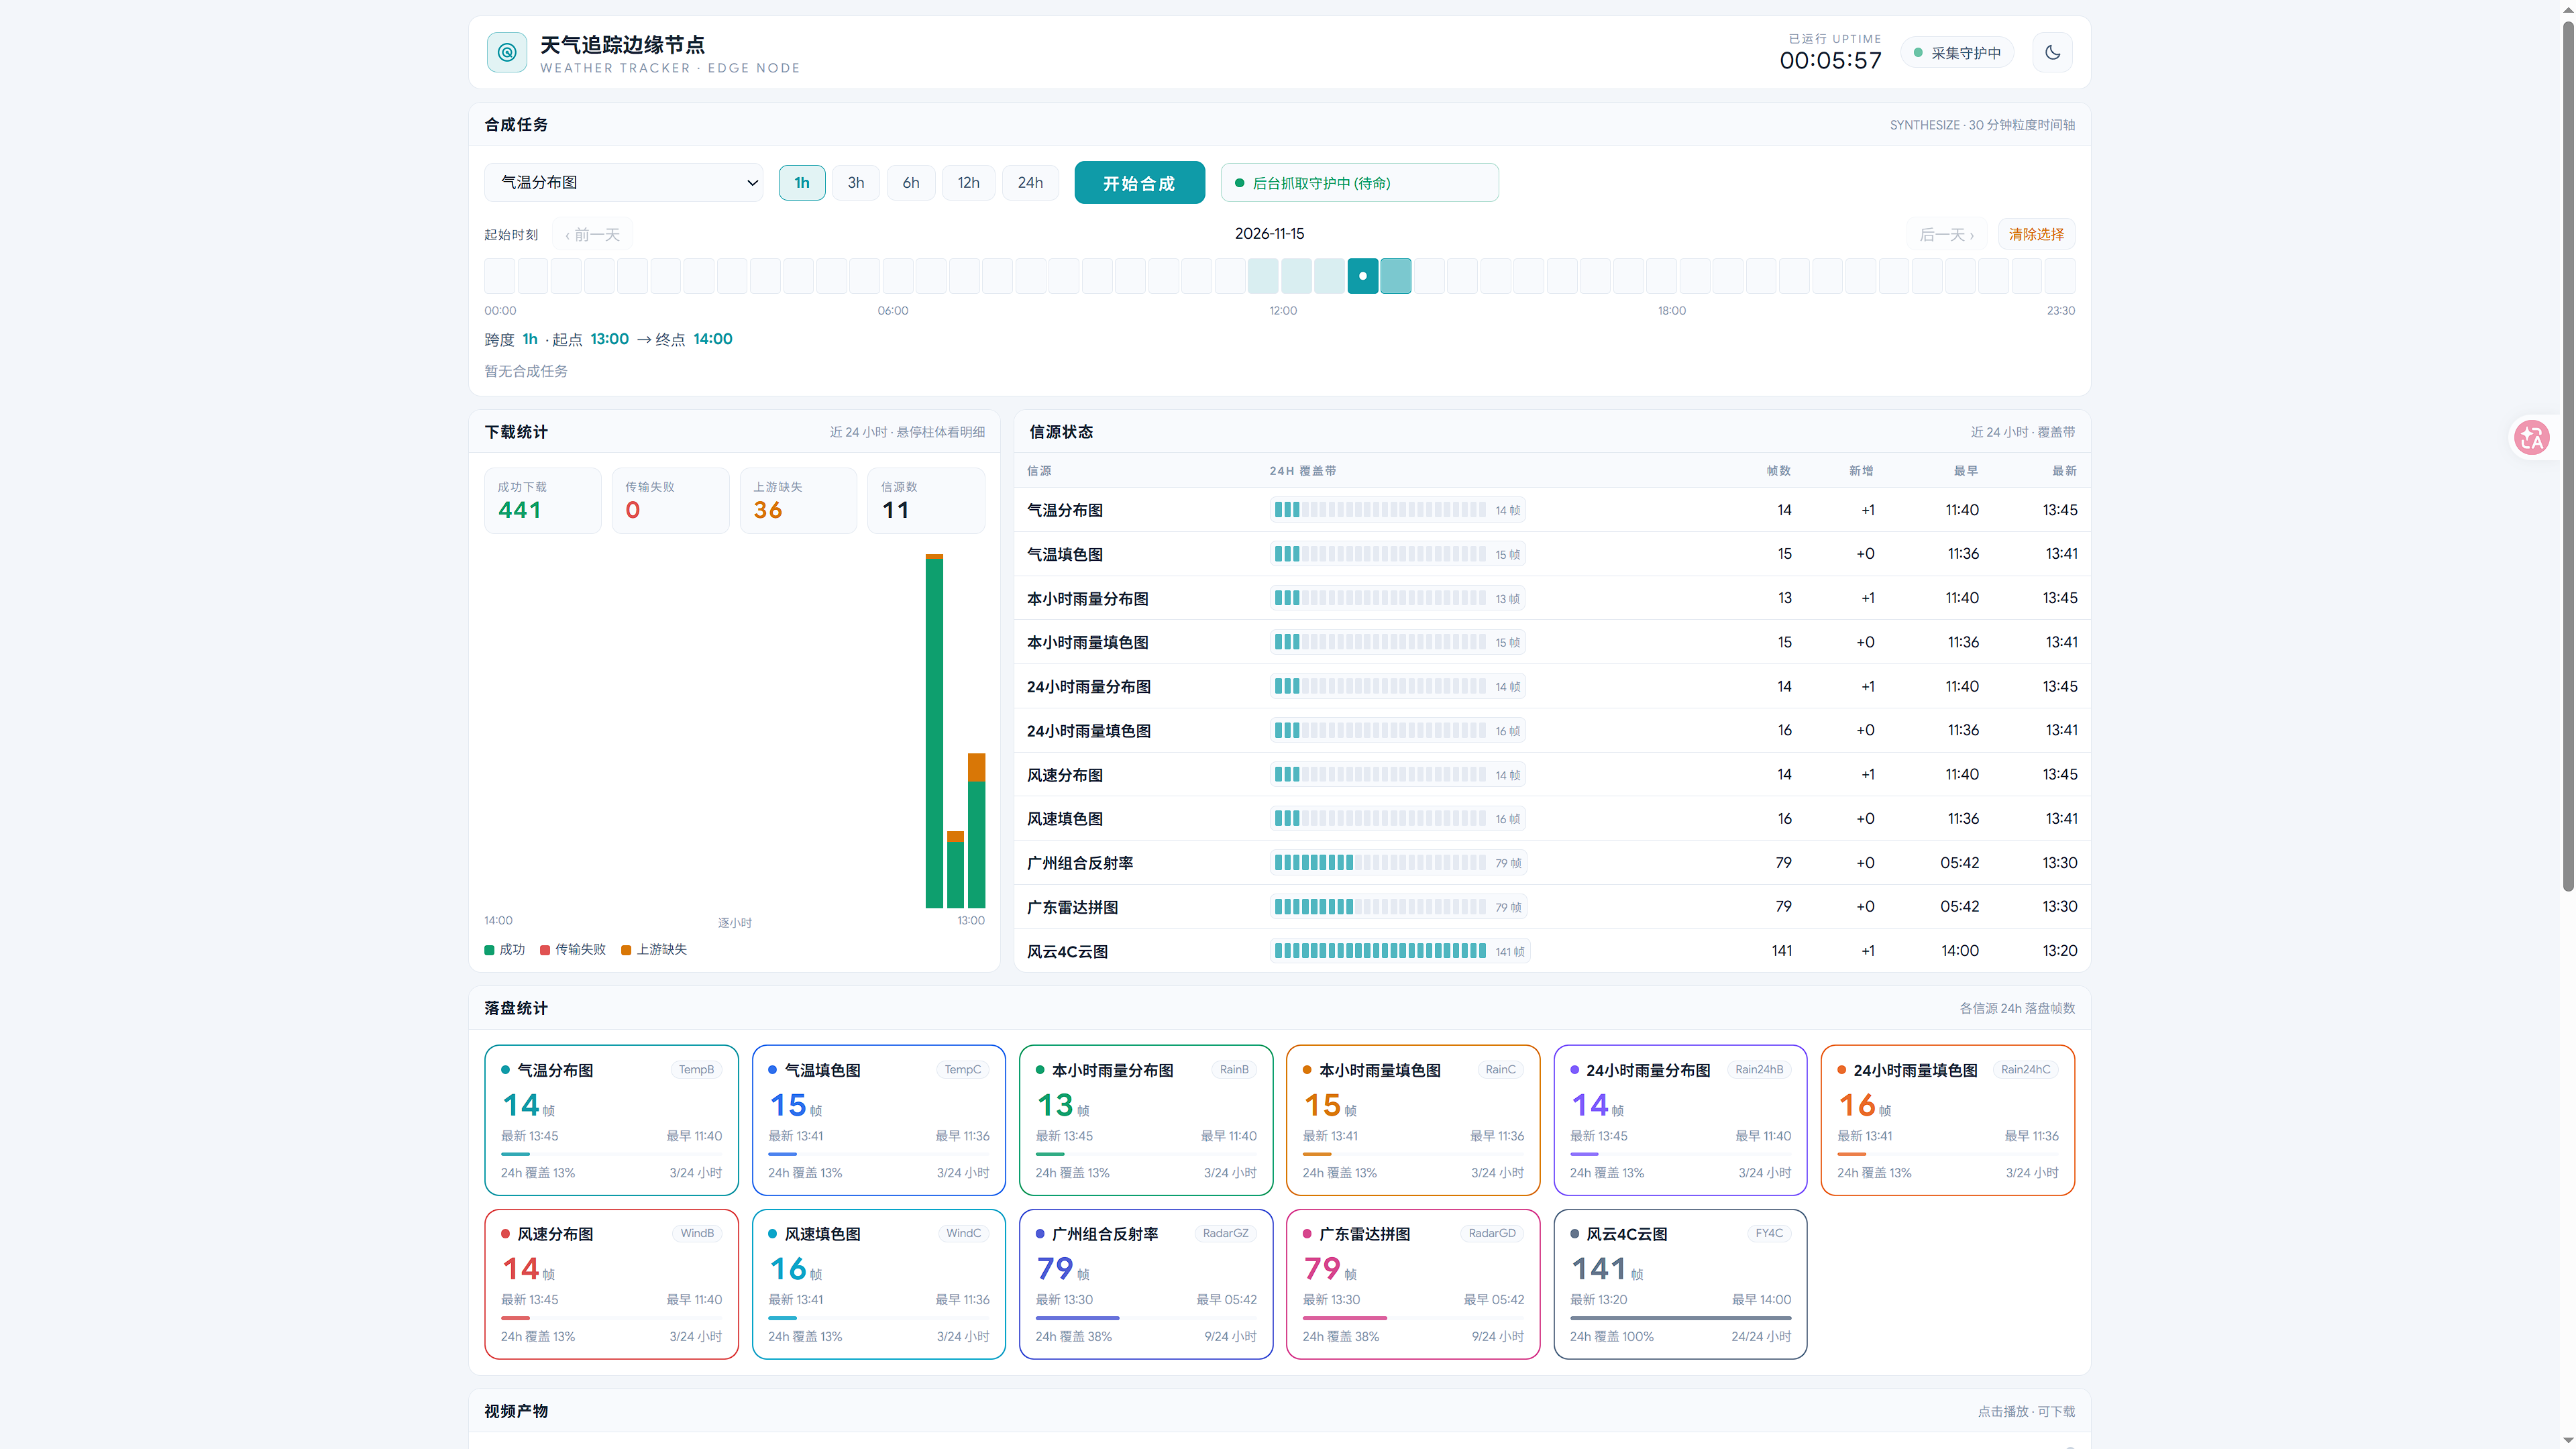 天气追踪边缘节点
WEATHER TRACKER · EDGE NODE
已运行 UPTIME
00:05:57
采集守护中
合成任务
SYNTHESIZE · 30 分钟粒度时间轴
气温分布图
1h 3h 6h 12h 24h
开始合成
后台抓取守护中 (待命)
起始时刻 ‹ 前一天 2026-11-15 后一天 › 清除选择
00:00 06:00 12:00 18:00 23:30
跨度 1h · 起点 13:00 → 终点 14:00
暂无合成任务
下载统计
近 24 小时 · 悬停柱体看明细
成功下载 传输失败 上游缺失 信源数
441 0 36 11
14:00 逐小时 13:00
成功 传输失败 上游缺失
信源状态
近 24 小时 · 覆盖带
信源 24H 覆盖带 帧数 新增 最早 最新
气温分布图 14 帧 14 +1 11:40 13:45
气温填色图 15 帧 15 +0 11:36 13:41
本小时雨量分布图 13 帧 13 +1 11:40 13:45
本小时雨量填色图 15 帧 15 +0 11:36 13:41
24小时雨量分布图 14 帧 14 +1 11:40 13:45
24小时雨量填色图 16 帧 16 +0 11:36 13:41
风速分布图 14 帧 14 +1 11:40 13:45
风速填色图 16 帧 16 +0 11:36 13:41
广州组合反射率 79 帧 79 +0 05:42 13:30
广东雷达拼图 79 帧 79 +0 05:42 13:30
风云4C云图 141 帧 141 +1 14:00 13:20
落盘统计
各信源 24h 落盘帧数
气温分布图 TempB
14 帧
最新 13:45 最早 11:40
24h 覆盖 13% 3/24 小时
气温填色图 TempC
15 帧
最新 13:41 最早 11:36
24h 覆盖 13% 3/24 小时
本小时雨量分布图 RainB
13 帧
最新 13:45 最早 11:40
24h 覆盖 13% 3/24 小时
本小时雨量填色图 RainC
15 帧
最新 13:41 最早 11:36
24h 覆盖 13% 3/24 小时
24小时雨量分布图 Rain24hB
14 帧
最新 13:45 最早 11:40
24h 覆盖 13% 3/24 小时
24小时雨量填色图 Rain24hC
16 帧
最新 13:41 最早 11:36
24h 覆盖 13% 3/24 小时
风速分布图 WindB
14 帧
最新 13:45 最早 11:40
24h 覆盖 13% 3/24 小时
风速填色图 WindC
16 帧
最新 13:41 最早 11:36
24h 覆盖 13% 3/24 小时
广州组合反射率 RadarGZ
79 帧
最新 13:30 最早 05:42
24h 覆盖 38% 9/24 小时
广东雷达拼图 RadarGD
79 帧
最新 13:30 最早 05:42
24h 覆盖 38% 9/24 小时
风云4C云图 FY4C
141 帧
最新 13:20 最早 14:00
24h 覆盖 100% 24/24 小时
视频产物
点击播放 · 可下载